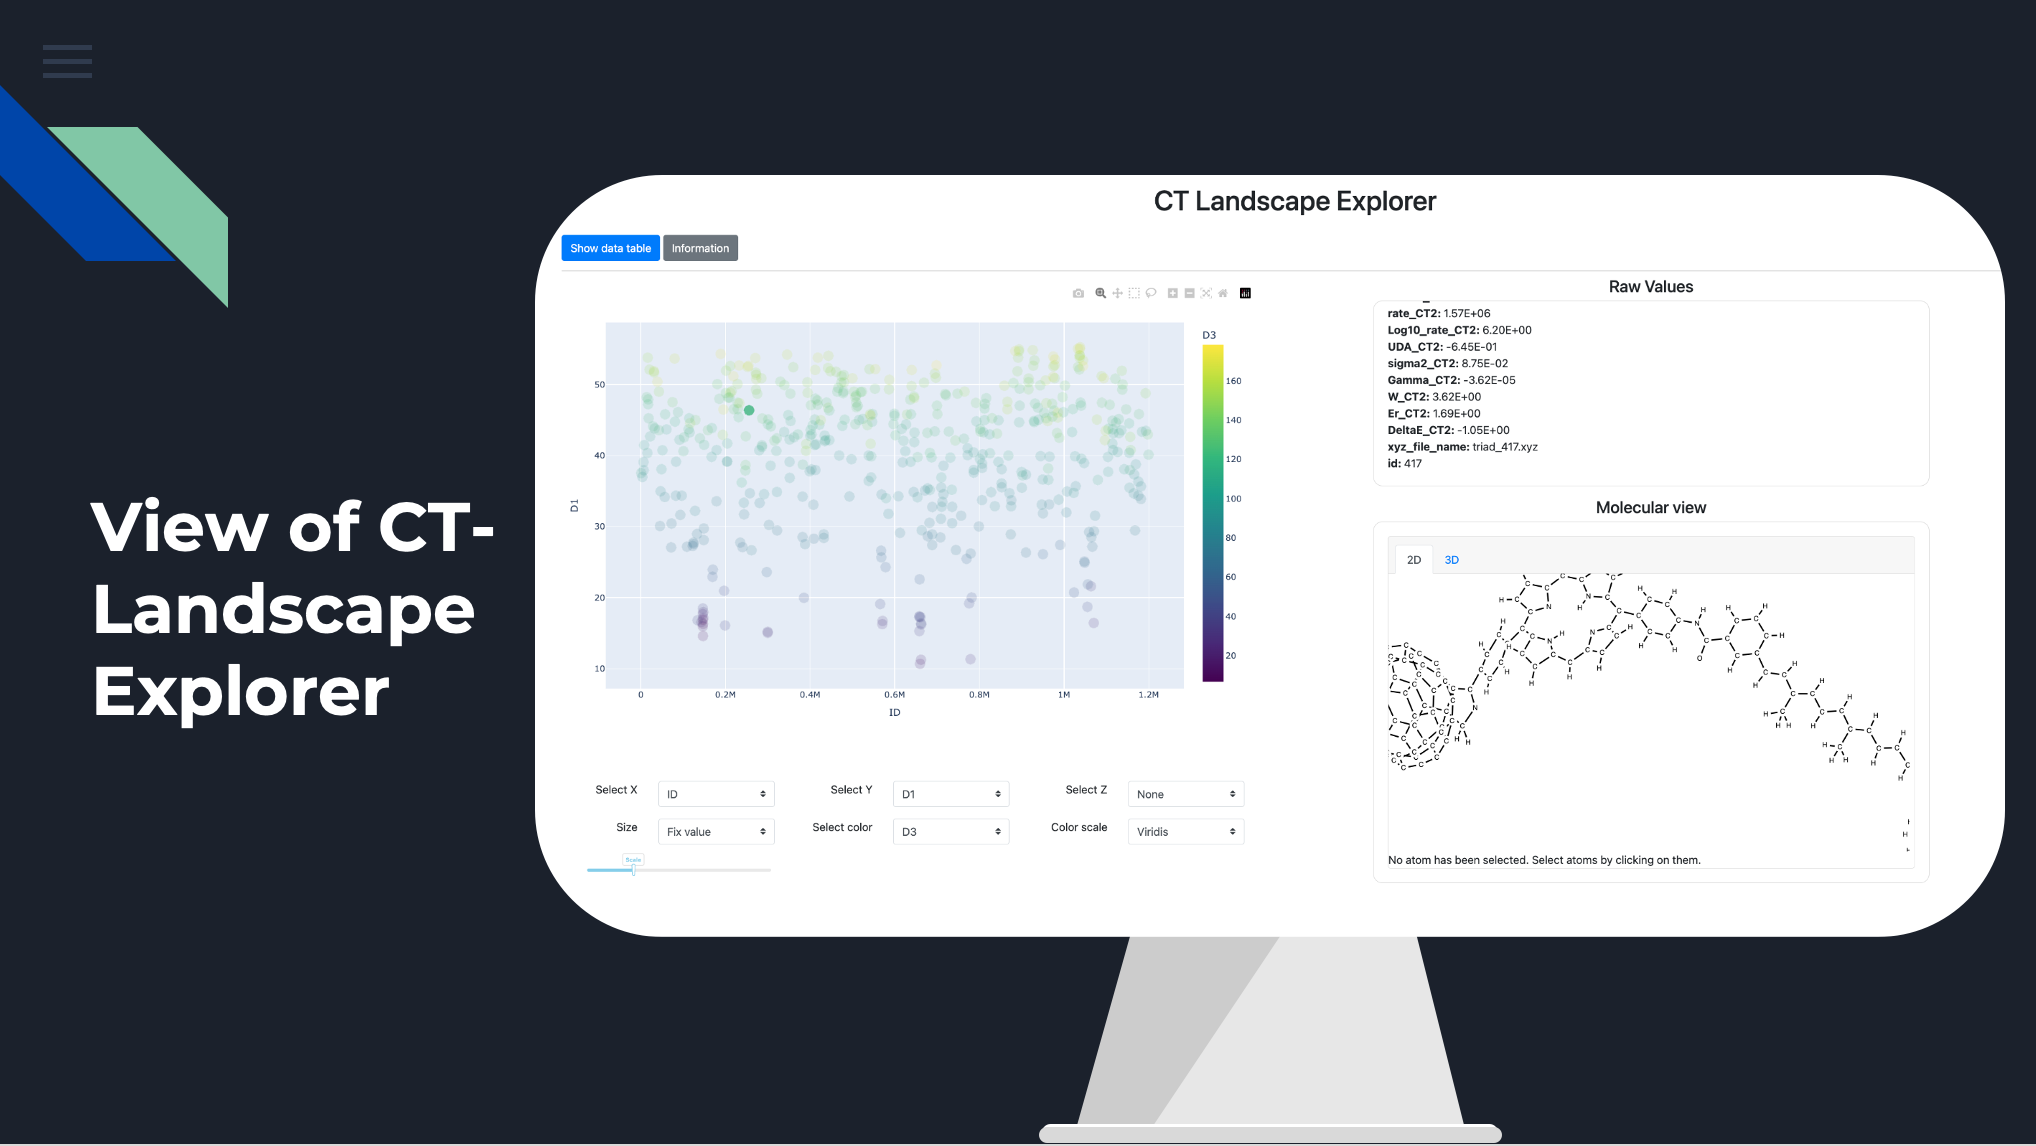 View of CT-
Landscape
Explorer
CT Landscape Explorer
Show data table
Information
D3
160
140
120
100
80
60
40
20
D1
50
40
30
20
10
0
0.2M
0.4M
0.6M
0.8M
1M
1.2M
ID
Select X
ID
Select Y
D1
Select Z
None
Size
Fix value
Select color
D3
Color scale
Viridis
Scale
Raw Values
rate_CT2: 1.57E+06
Log10_rate_CT2: 6.20E+00
UDA_CT2: -6.45E-01
sigma2_CT2: 8.75E-02
Gamma_CT2: -3.62E-05
W_CT2: 3.62E+00
Er_CT2: 1.69E+00
DeltaE_CT2: -1.05E+00
xyz_file_name: triad_417.xyz
id: 417
Molecular view
2D
3D
No atom has been selected. Select atoms by clicking on them.